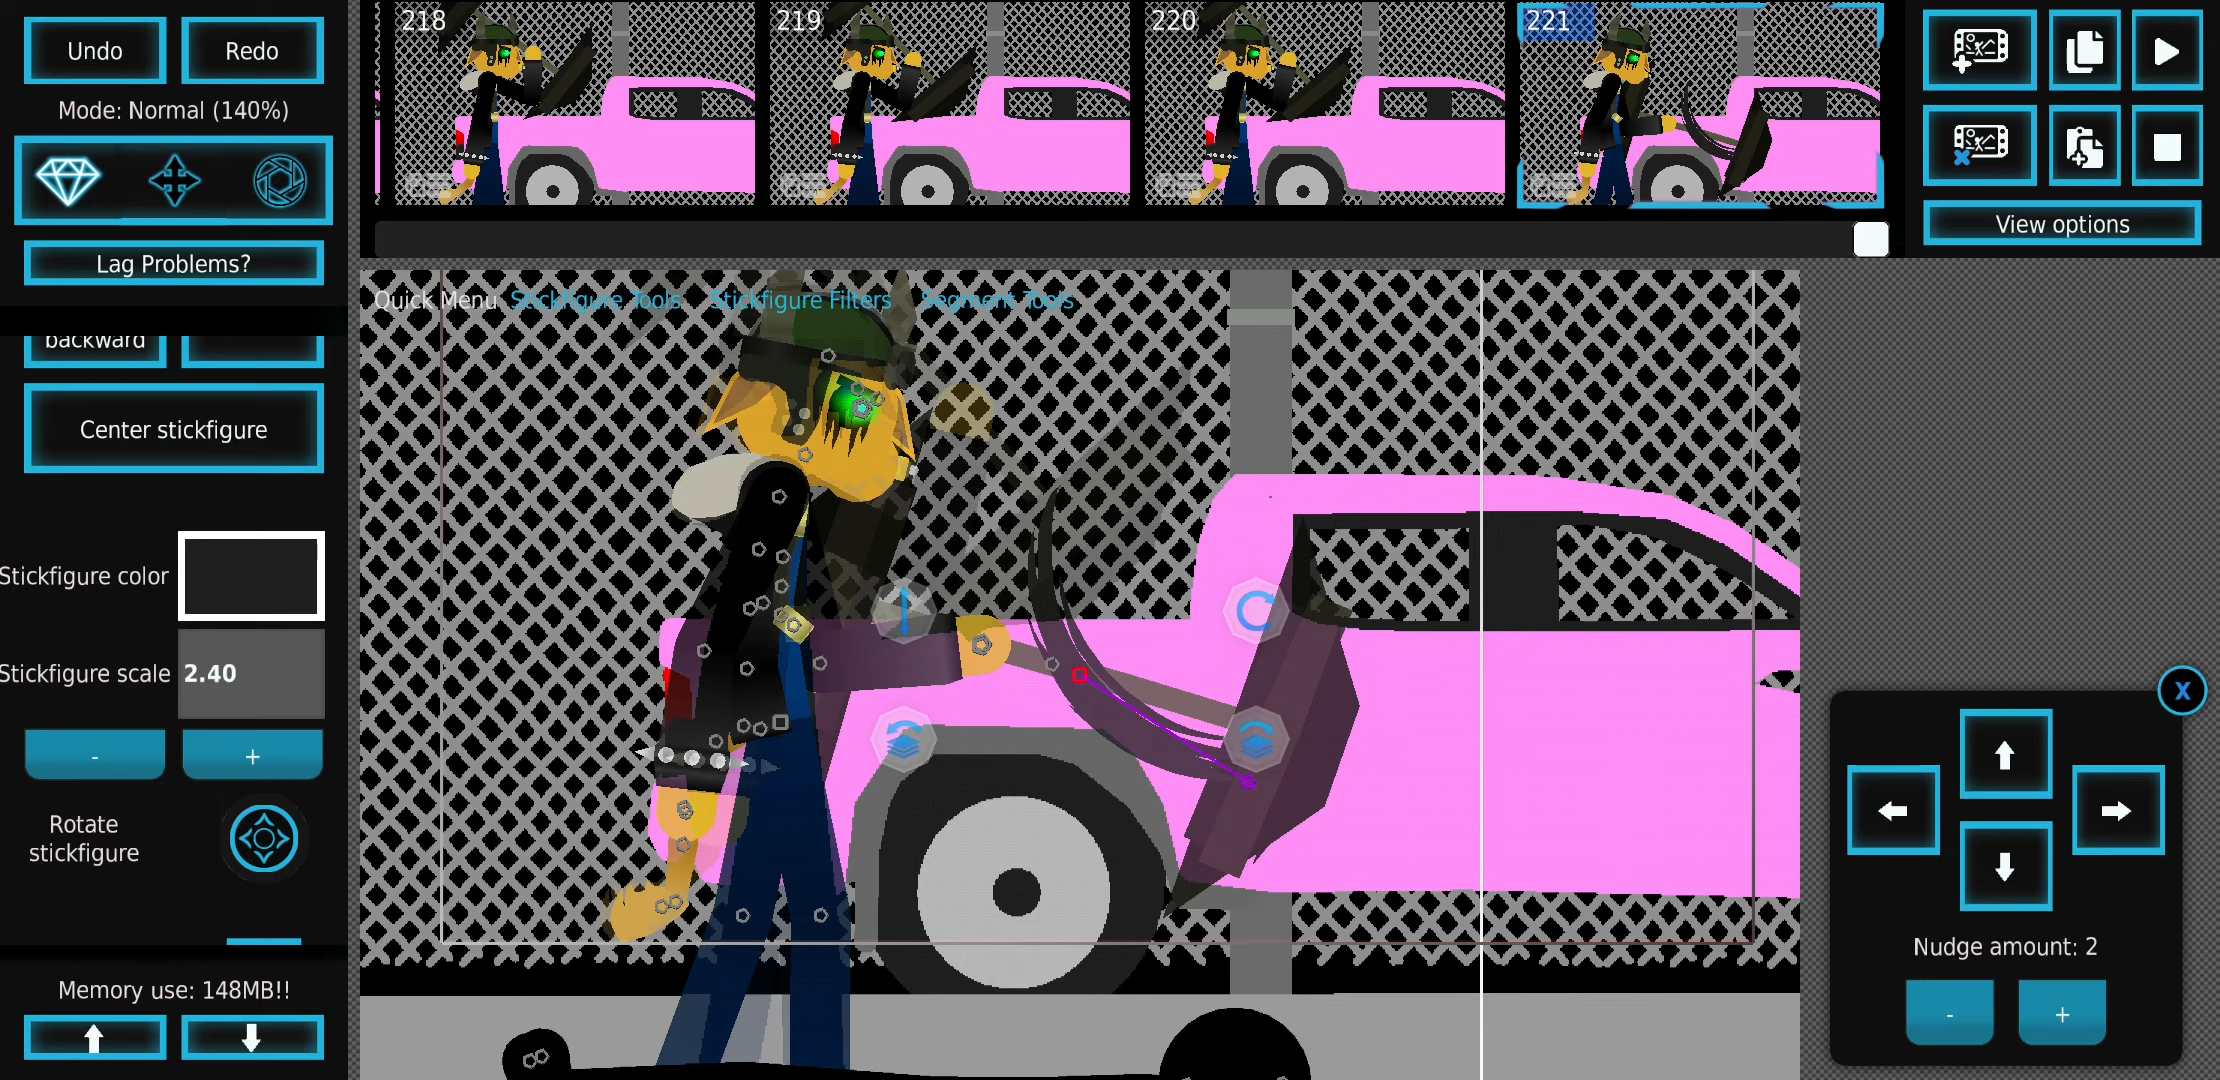 Undo
Redo
Mode: Normal (140%)
Lag Problems?
backward
Center stickfigure
Stickfigure color
Stickfigure scale
2.40
-
+
Rotate
stickfigure
Memory use: 148MB!!
218
219
220
221
View options
Quick Menu
Stickfigure Tools
Stickfigure Filters
Segment Tools
X
Nudge amount: 2
-
+